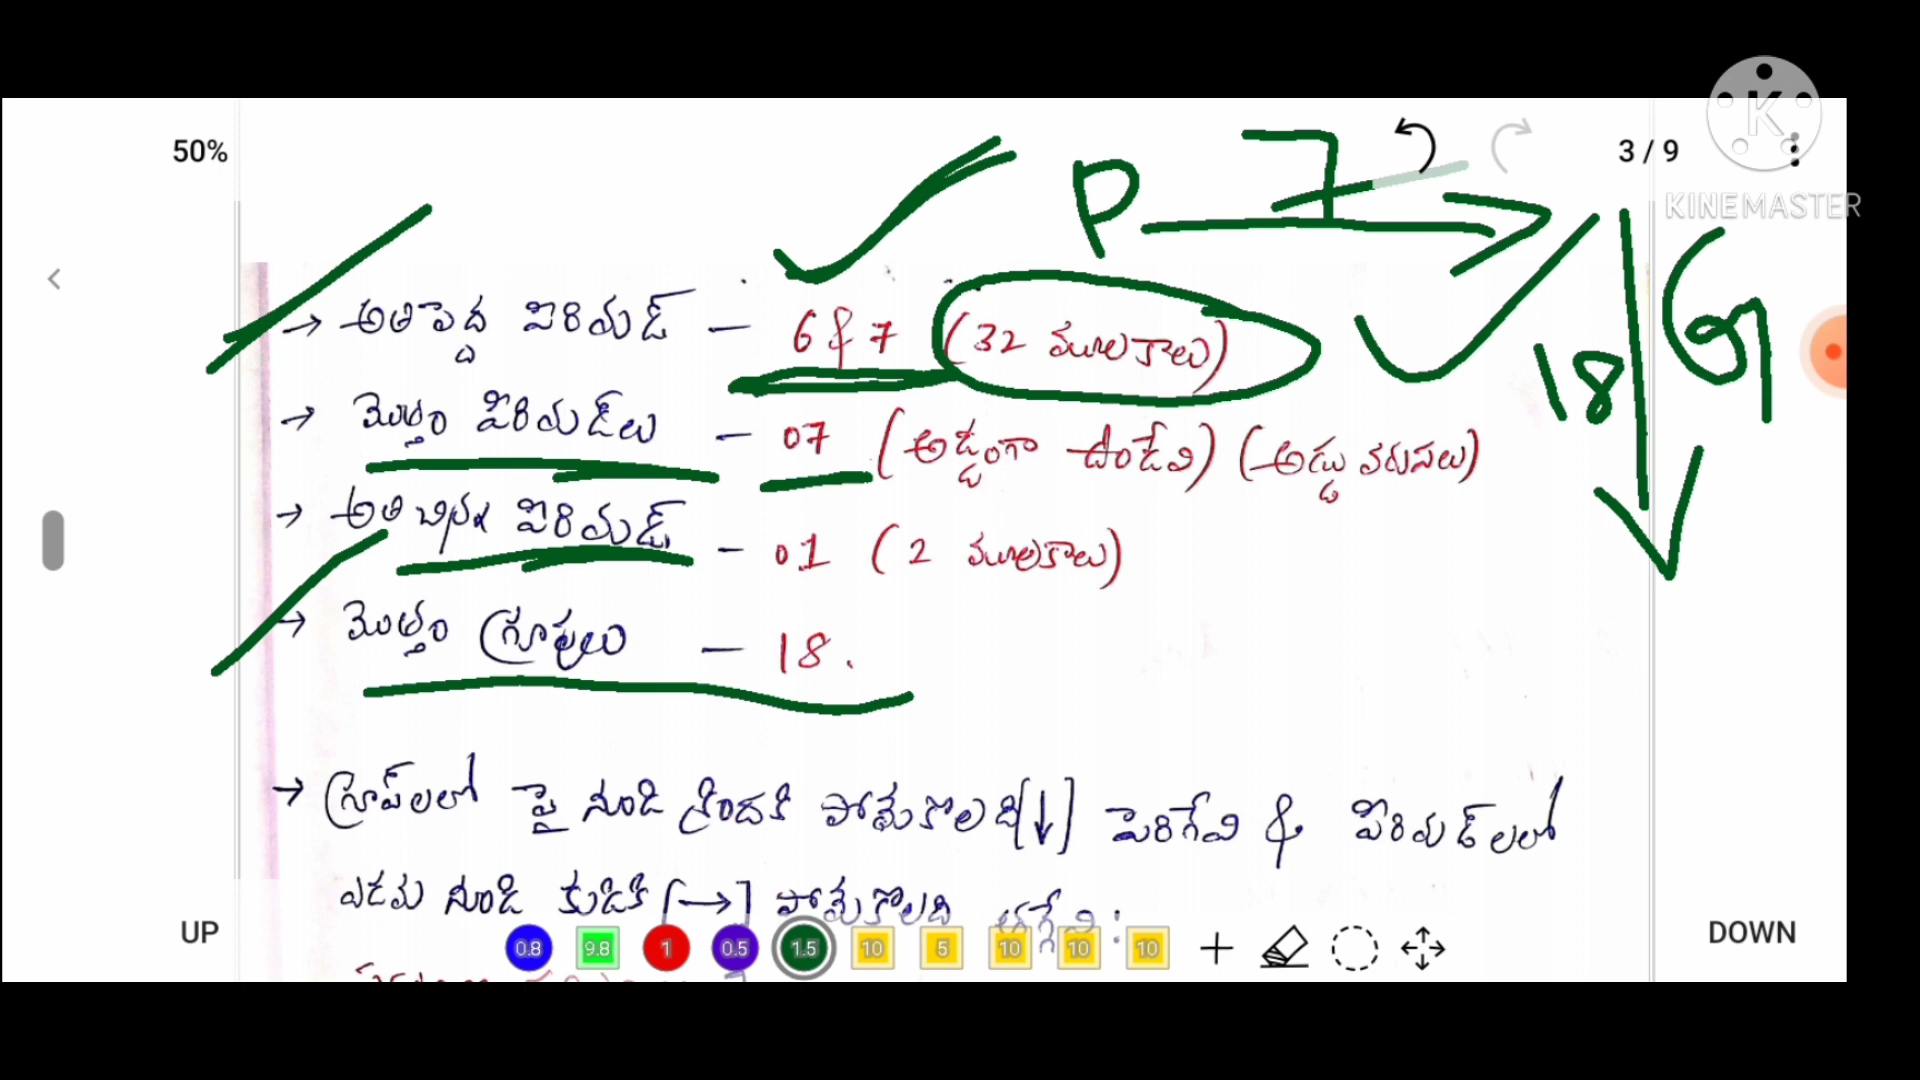 50%
P 7
3 / 9
KINEMASTER
→ అతిపెద్ద పిరియడ్ – 6 & 7 (32 మూలకాలు)
18 Gr
→ మొత్తం పీరియడ్‌లు – 07 (అడ్డంగా ఉండేవి) (అడ్డు వరుసలు)
→ అతి చిన్న పిరియడ్ – 01 (2 మూలకాలు)
→ మొత్తం గ్రూపులు – 18.
→ గ్రూప్‌లలో పై నుండి క్రిందకి పోయేకొలది [↓] పెరిగేవి & పిరియడ్‌లలో
ఎడమ నుండి కుడికి [→] పోయేకొలది తగ్గేవి :
UP
DOWN
0.8 9.8 1 0.5 1.5 10 5 10 10 10